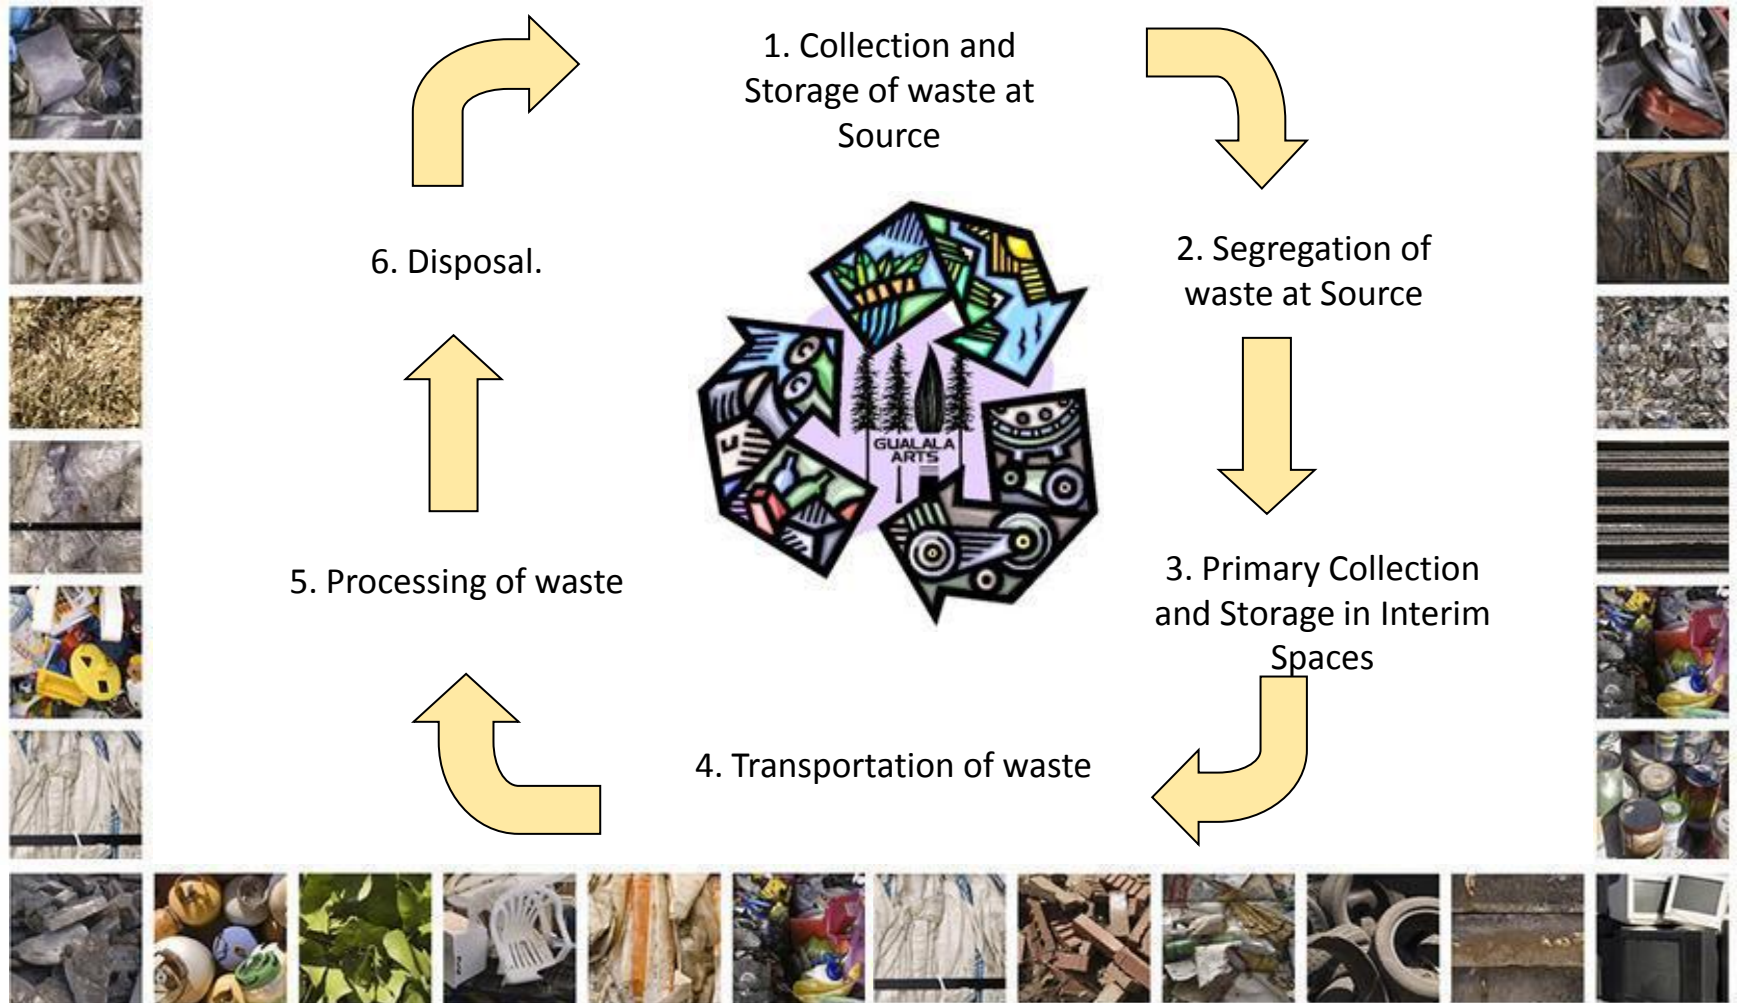 1. Collection and
Storage of waste at
Source
2. Segregation of
waste at Source
3. Primary Collection
and Storage in Interim
Spaces
4. Transportation of waste
5. Processing of waste
6. Disposal.
GUALALA
ARTS